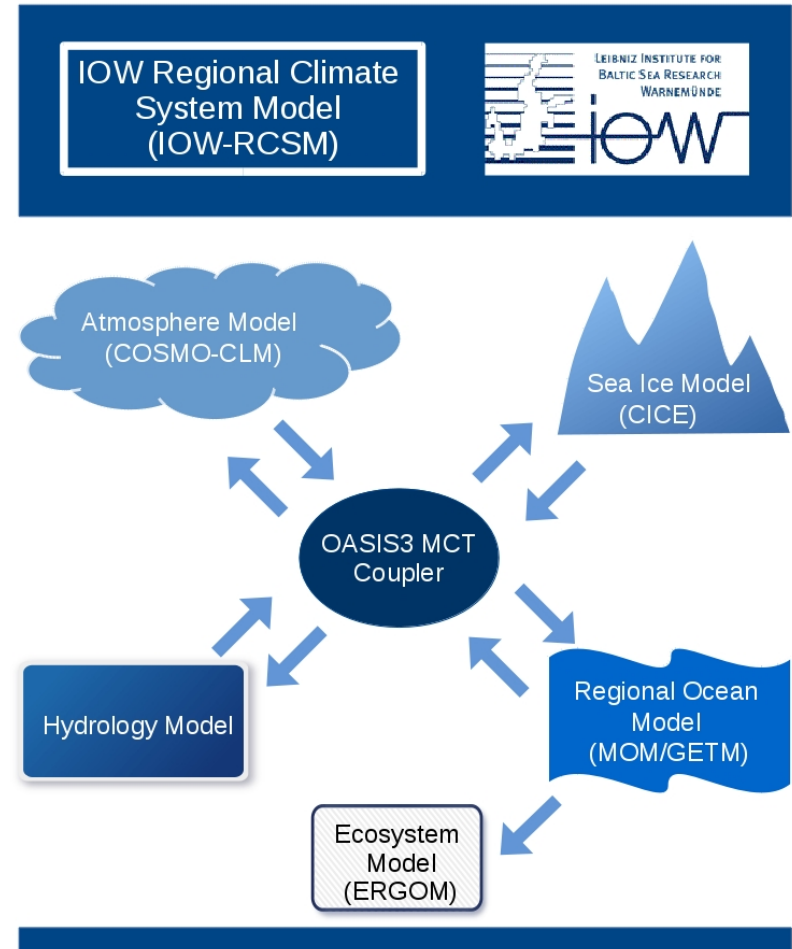 IOW Regional Climate
System Model
(IOW-RCSM)
LEIBNIZ INSTITUTE FOR
BALTIC SEA RESEARCH
WARNEMÜNDE
iow
Atmosphere Model
(COSMO-CLM)
Sea Ice Model
(CICE)
OASIS3 MCT
Coupler
Hydrology Model
Regional Ocean
Model
(MOM/GETM)
Ecosystem
Model
(ERGOM)